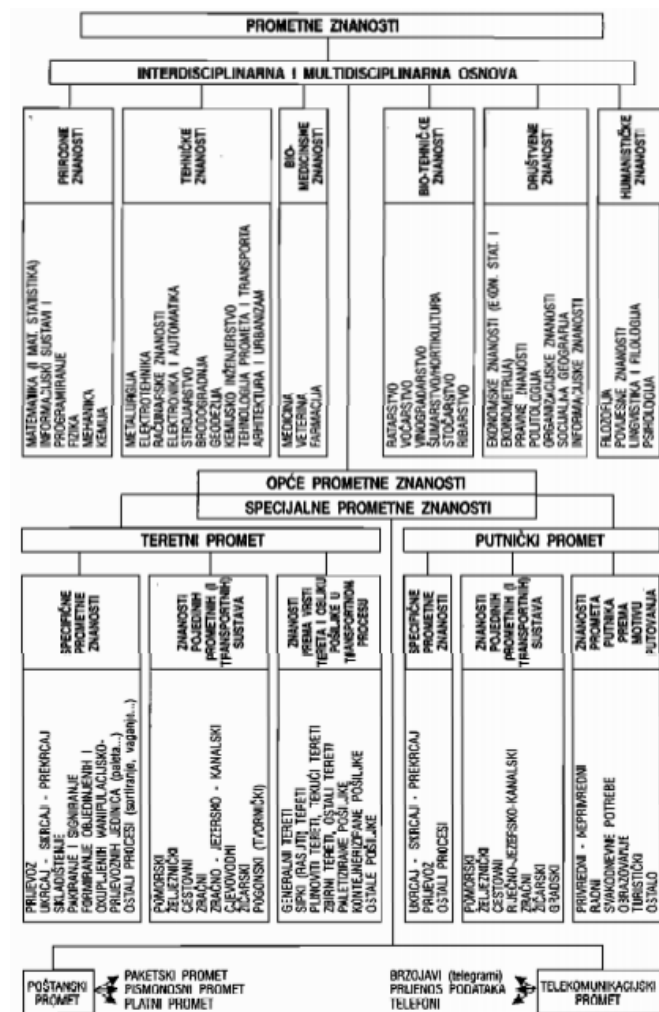 PROMETNE ZNANOSTI
INTERDISCIPLINARNA I MULTIDISCIPLINARNA OSNOVA
PRIRODNE
ZNANOSTI
MATEMATIKA (I MAT. STATISTIKA)
INFORMACIJSKI SUSTAVI I
PROGRAMIRANJE
FIZIKA
MEHANIKA
KEMIJA
TEHNIČKE
ZNANOSTI
METALURGIJA
ELEKTROTEHNIKA
RAČUNARSKE ZNANOSTI
ELEKTRONIKA I AUTOMATIKA
STROJARSTVO
BRODOGRADNJA
GEODEZIJA
KEMIJSKO INŽENJERSTVO
TEHNOLOGIJA PROMETA I TRANSPORTA
ARHITEKTURA I URBANIZAM
BIO-
MEDICINSKE
ZNANOSTI
MEDICINA
VETERINA
FARMACIJA
BIO-TEHNIČKE
ZNANOSTI
RATARSTVO
VOĆARSTVO
VINOGRADARSTVO
ŠUMARSTVO/HORTIKULTURA
STOČARSTVO
RIBARSTVO
DRUŠTVENE
ZNANOSTI
EKONOMSKE ZNANOSTI (EKON. STAT. I
EKONOMETRIJA)
PRAVNE ZNANOSTI
POLITOLOGIJA
ORGANIZACIJSKE ZNANOSTI
SOCIJALNA GEOGRAFIJA
INFORMACIJSKE ZNANOSTI
HUMANISTIČKE
ZNANOSTI
FILOZOFIJA
POVIJESNE ZNANOSTI
LINGVISTIKA I FILOLOGIJA
PSIHOLOGIJA
OPĆE PROMETNE ZNANOSTI
SPECIJALNE PROMETNE ZNANOSTI
TERETNI PROMET
SPECIFIČNE
PROMETNE
ZNANOSTI
PRIJEVOZ
UKRCAJ - SKRCAJI - PREKRCAJ
SKLADIŠTENJE
PAKIRANJE I SIGNIRANJE
FORMIRANJE OBJEDINJENIH I
OKUPLJENIH MANIPULACIJSKO-
PRIJEVOZNIH JEDINICA (paleta...)
OSTALI PROCESI (sortiranje, vaganje...)
ZNANOSTI
POJEDINIH
PROMETNIH (I
TRANSPORTNIH)
SUSTAVA
POMORSKI
ŽELJEZNIČKI
CESTOVNI
ZRAČNI
ZRAČNO - JEZERSKO - KANALSKI
CJEVOVODNI
ŽIČARSKI
POGONSKI (TVORNIČKI)
ZNANOSTI
PREMA VRSTI
TERETA I OBLIKU
POŠILJKE U
TRANSPORTNOM
PROCESU
GENERALNI TERETI
SIPKI (RASUTI) TERETI
PLINOVITI TERETI, TEKUĆI TERETI
ZBIRNI TERETI, OSTALI TERETI
PALETIZIRANE POŠILJKE
KONTEJNERIZIRANE POŠILJKE
OSTALE POŠILJKE
PUTNIČKI PROMET
SPECIFIČNE
PROMETNE
ZNANOSTI
UKRCAJ - SKRCAJ - PREKRCAJ
PRIJEVOZ
OSTALI PROCESI
ZNANOSTI
POJEDINIH
PROMETNIH (I
TRANSPORTNIH)
SUSTAVA
POMORSKI
ŽELJEZNIČKI
CESTOVNI
RIJEČNO-JEZERSKO-KANALSKI
ZRAČNI
ŽIČARSKI
GRADSKI
ZNANOSTI
PROMETA
PUTNIKA
PREMA
MOTIVU
PUTOVANJA
PRIVREDNI - NEPRIVREDNI
RADNI
SVAKODNEVNE POTREBE
OBRAZOVANJE
TURISTIČKI
OSTALO
POŠTANSKI
PROMET
PAKETSKI PROMET
PISMONOSNI PROMET
PLATNI PROMET
BRZOJAVI (telegrami)
PRIJENOS PODATAKA
TELEFONI
TELEKOMUNIKACIJSKI
PROMET